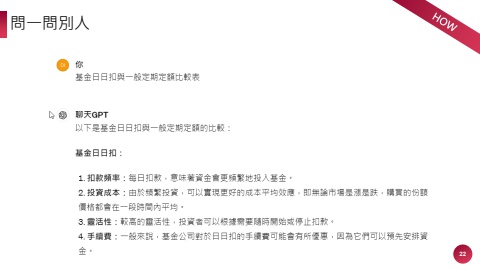 問一問別人
HOW
你
基金日日扣與一般定期定額比較表
聊天GPT
以下是基金日日扣與一般定期定額的比較：
基金日日扣：
1. 扣款頻率：每日扣款，意味著資金會更頻繁地投入基金。
2. 投資成本：由於頻繁投資，可以實現更好的成本平均效應，即無論市場是漲是跌，購買的份額
價格都會在一段時間內平均。
3. 靈活性：較高的靈活性，投資者可以根據需要隨時開始或停止扣款。
4. 手續費：一般來說，基金公司對於日日扣的手續費可能會有所優惠，因為它們可以預先安排資
金。
22